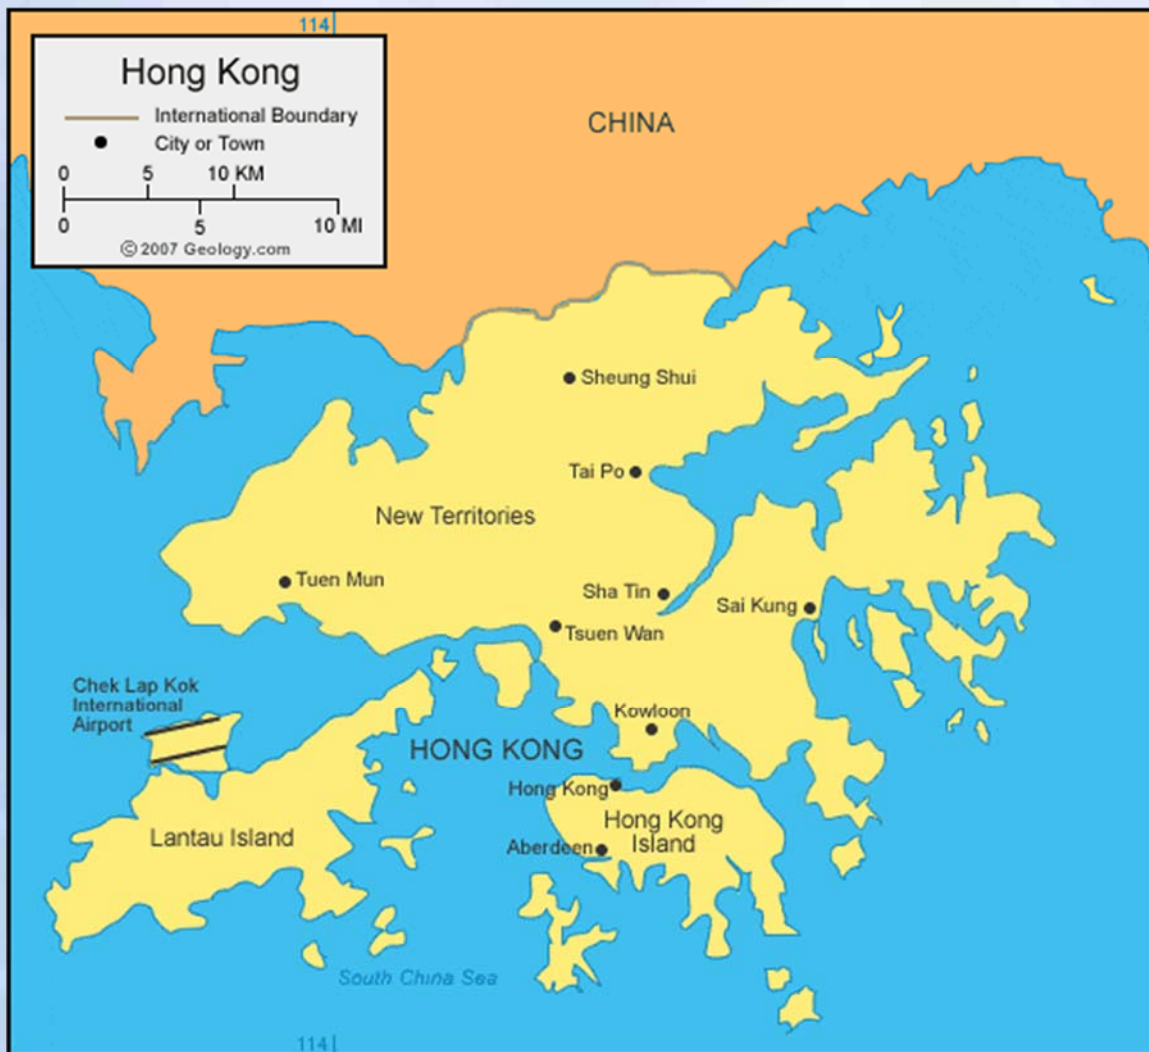 114
Hong Kong
International Boundary
City or Town
0 5 10 KM
0 5 10 MI
© 2007 Geology.com
CHINA
Sheung Shui
Tai Po
New Territories
Tuen Mun
Sha Tin
Sai Kung
Tsuen Wan
Chek Lap Kok
International
Airport
Kowloon
HONG KONG
Hong Kong
Hong Kong
Island
Lantau Island
Aberdeen
South China Sea
114